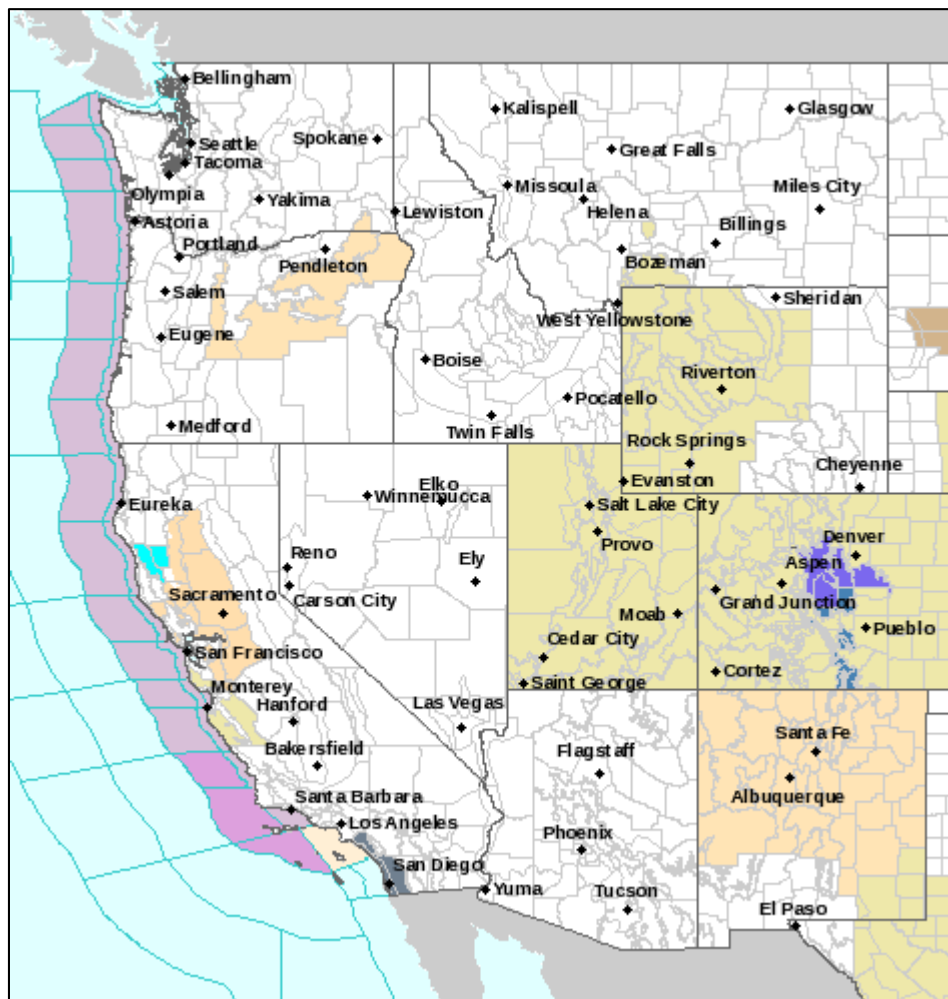 Bellingham
Kalispell
Glasgow
Seattle
Spokane
Great Falls
Tacoma
Olympia
Missoula
Miles City
Yakima
Helena
Lewiston
Astoria
Billings
Portland
Pendleton
Bozeman
Salem
Sheridan
West Yellowstone
Eugene
Boise
Riverton
Pocatello
Medford
Twin Falls
Rock Springs
Cheyenne
Evanston
Elko
Winnemucca
Eureka
Salt Lake City
Denver
Provo
Reno
Ely
Aspen
Carson City
Grand Junction
Sacramento
Moab
Pueblo
Cedar City
San Francisco
Cortez
Saint George
Monterey
Hanford
Las Vegas
Bakersfield
Flagstaff
Santa Fe
Albuquerque
Santa Barbara
Los Angeles
Phoenix
San Diego
Yuma
Tucson
El Paso